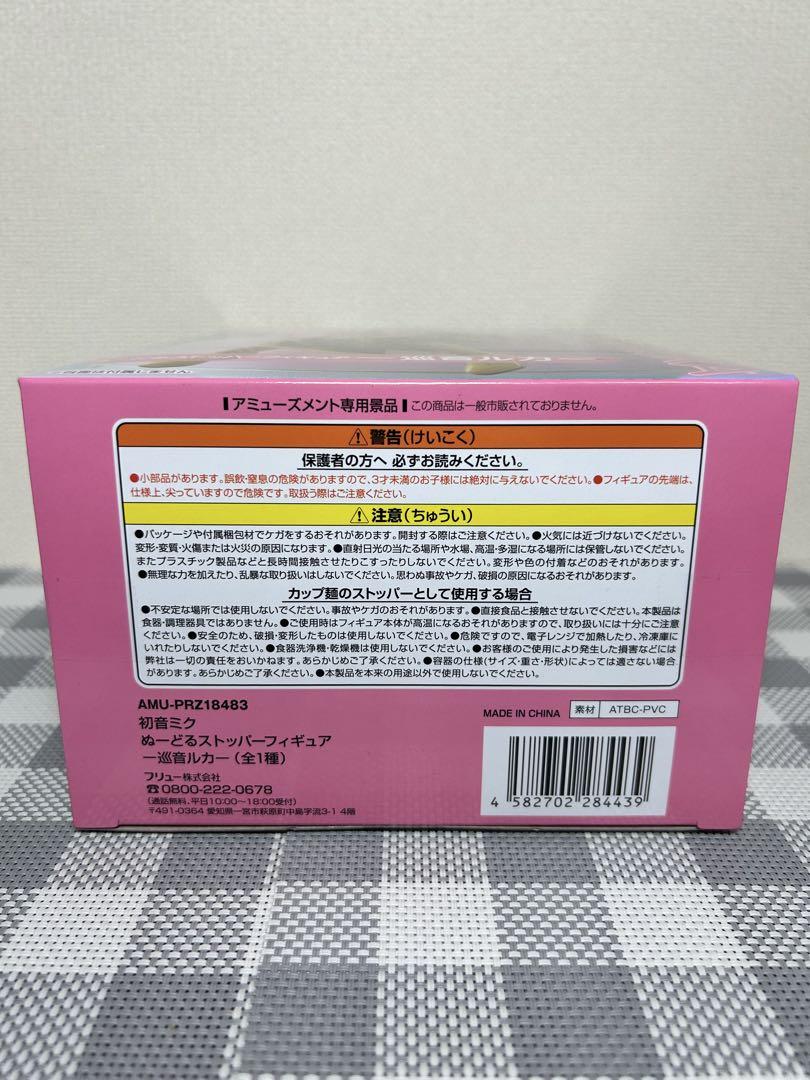 巡音ルカ
付属しません。
アミューズメント専用景品 この商品は一般市販されておりません。
⚠警告(けいこく)
保護者の方へ 必ずお読みください。
●小部品があります。誤飲・窒息の危険がありますので、3才未満のお子様には絶対に与えないでください。●フィギュアの先端は、
仕様上、尖っていますので危険です。取扱う際はご注意ください。
⚠注意(ちゅうい)
●パッケージや付属梱包材でケガをするおそれがあります。開封する際はご注意ください。●火気には近づけないでください。
変形・変質・火傷または火災の原因になります。●直射日光の当たる場所や水場、高温・多湿になる場所には保管しないでください。
またプラスチック製品などと長時間接触させたりこすったりしないでください。変形や色の付着などのおそれがあります。
●無理な力を加えたり、乱暴な取り扱いはしないでください。思わぬ事故やケガ、破損の原因になるおそれがあります。
カップ麺のストッパーとして使用する場合
●不安定な場所では使用しないでください。事故やケガのおそれがあります。●直接食品と接触させないでください。本製品は
食器・調理器具ではありません。●ご使用時はフィギュア本体が高温になるおそれがありますので、取り扱いには十分にご注意
ください。●安全のため、破損・変形したものは使用しないでください。●危険ですので、電子レンジで加熱したり、冷凍庫に
いれたりしないでください。●食器洗浄機・乾燥機は使用しないでください。●お客様のご使用により発生した損害などには
弊社は一切の責任をおいかねます。あらかじめご了承ください。●容器の仕様(サイズ・重さ・形状)によっては適さない場合
があります。あらかじめご了承ください。●本製品を本来の用途以外で使用しないでください。
AMU-PRZ18483
初音ミク
ぬーどるストッパーフィギュア
ー巡音ルカー(全1種)
フリュー株式会社
☎0800-222-0678
(通話無料、平日10:00〜18:00受付)
〒491-0364 愛知県一宮市萩原町中島字流3-1 4階
MADE IN CHINA 素材 ATBC-PVC
4 582702 284439